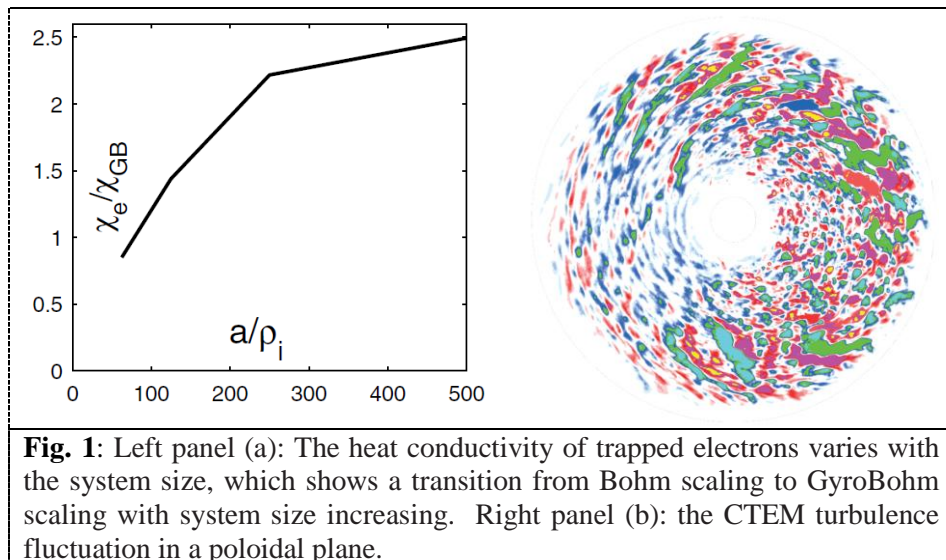 2.5
2
1.5
1
0.5
0
χe/χGB
a/ρi
0 100 200 300 400 500
Fig. 1: Left panel (a): The heat conductivity of trapped electrons varies with
the system size, which shows a transition from Bohm scaling to GyroBohm
scaling with system size increasing. Right panel (b): the CTEM turbulence
fluctuation in a poloidal plane.